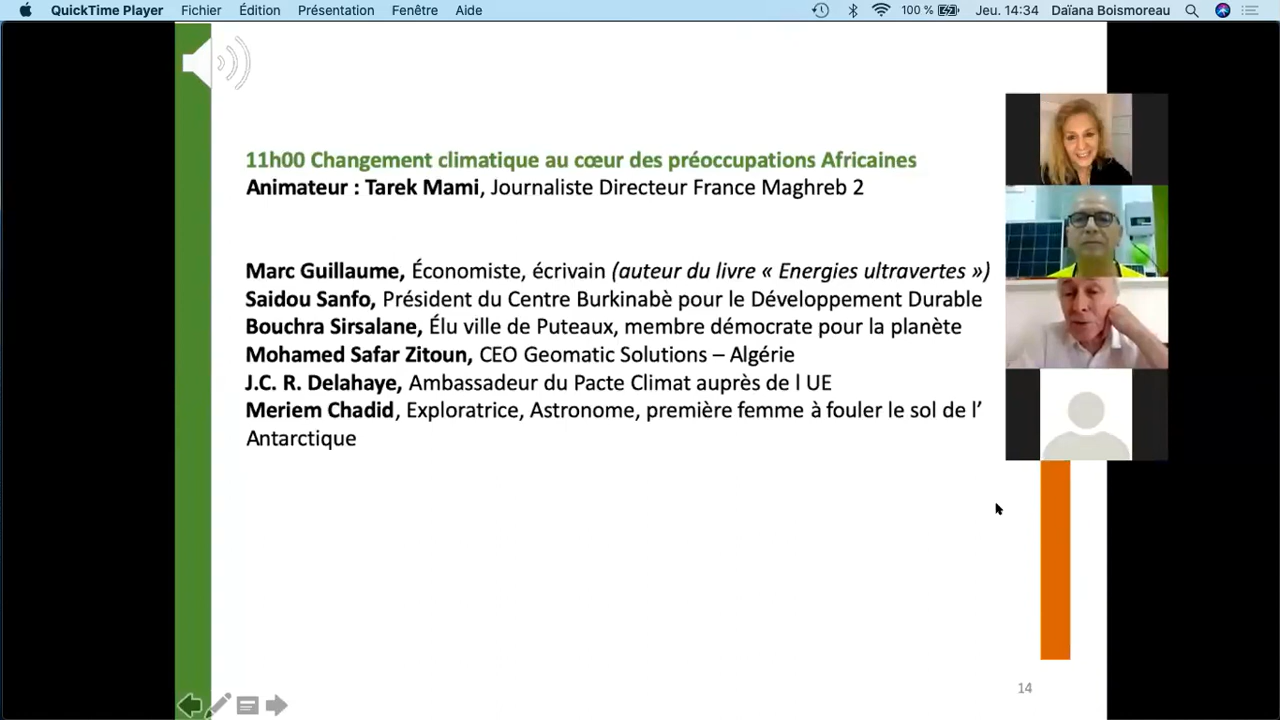 QuickTime Player Fichier Édition Présentation Fenêtre Aide 100 % Jeu. 14:34 Daïana Boismoreau
11h00 Changement climatique au cœur des préoccupations Africaines
Animateur : Tarek Mami, Journaliste Directeur France Maghreb 2
Marc Guillaume, Économiste, écrivain (auteur du livre « Energies ultravertes »)
Saidou Sanfo, Président du Centre Burkinabè pour le Développement Durable
Bouchra Sirsalane, Élu ville de Puteaux, membre démocrate pour la planète
Mohamed Safar Zitoun, CEO Geomatic Solutions – Algérie
J.C. R. Delahaye, Ambassadeur du Pacte Climat auprès de l UE
Meriem Chadid, Exploratrice, Astronome, première femme à fouler le sol de l’
Antarctique
14